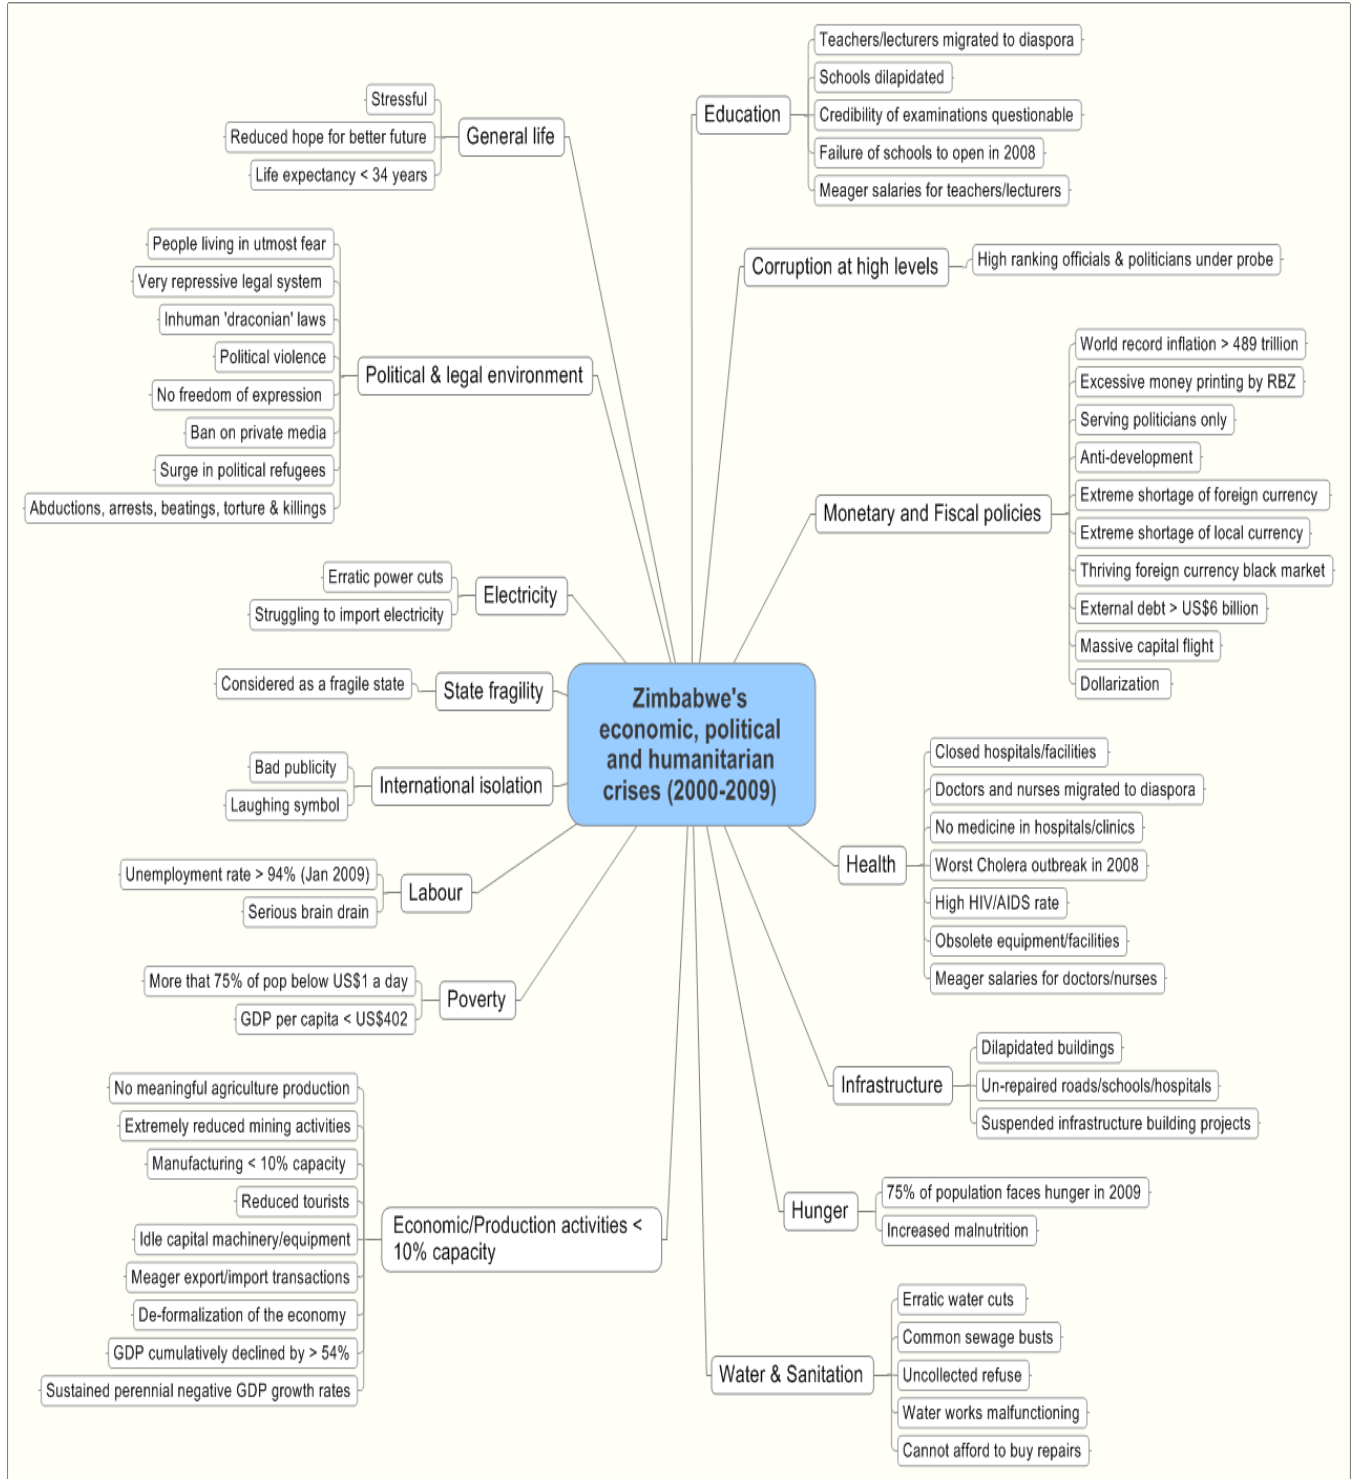 Zimbabwe's
economic, political
and humanitarian
crises (2000-2009)
Education
Teachers/lecturers migrated to diaspora
Schools dilapidated
Credibility of examinations questionable
Failure of schools to open in 2008
Meager salaries for teachers/lecturers
Corruption at high levels
High ranking officials & politicians under probe
Monetary and Fiscal policies
World record inflation > 489 trillion
Excessive money printing by RBZ
Serving politicians only
Anti-development
Extreme shortage of foreign currency
Extreme shortage of local currency
Thriving foreign currency black market
External debt > US$6 billion
Massive capital flight
Dollarization
Health
Closed hospitals/facilities
Doctors and nurses migrated to diaspora
No medicine in hospitals/clinics
Worst Cholera outbreak in 2008
High HIV/AIDS rate
Obsolete equipment/facilities
Meager salaries for doctors/nurses
Infrastructure
Dilapidated buildings
Un-repaired roads/schools/hospitals
Suspended infrastructure building projects
Hunger
75% of population faces hunger in 2009
Increased malnutrition
Water & Sanitation
Erratic water cuts
Common sewage busts
Uncollected refuse
Water works malfunctioning
Cannot afford to buy repairs
General life
Stressful
Reduced hope for better future
Life expectancy < 34 years
Political & legal environment
People living in utmost fear
Very repressive legal system
Inhuman 'draconian' laws
Political violence
No freedom of expression
Ban on private media
Surge in political refugees
Abductions, arrests, beatings, torture & killings
Electricity
Erratic power cuts
Struggling to import electricity
State fragility
Considered as a fragile state
International isolation
Bad publicity
Laughing symbol
Labour
Unemployment rate > 94% (Jan 2009)
Serious brain drain
Poverty
More that 75% of pop below US$1 a day
GDP per capita < US$402
Economic/Production activities <
10% capacity
No meaningful agriculture production
Extremely reduced mining activities
Manufacturing < 10% capacity
Reduced tourists
Idle capital machinery/equipment
Meager export/import transactions
De-formalization of the economy
GDP cumulatively declined by > 54%
Sustained perennial negative GDP growth rates